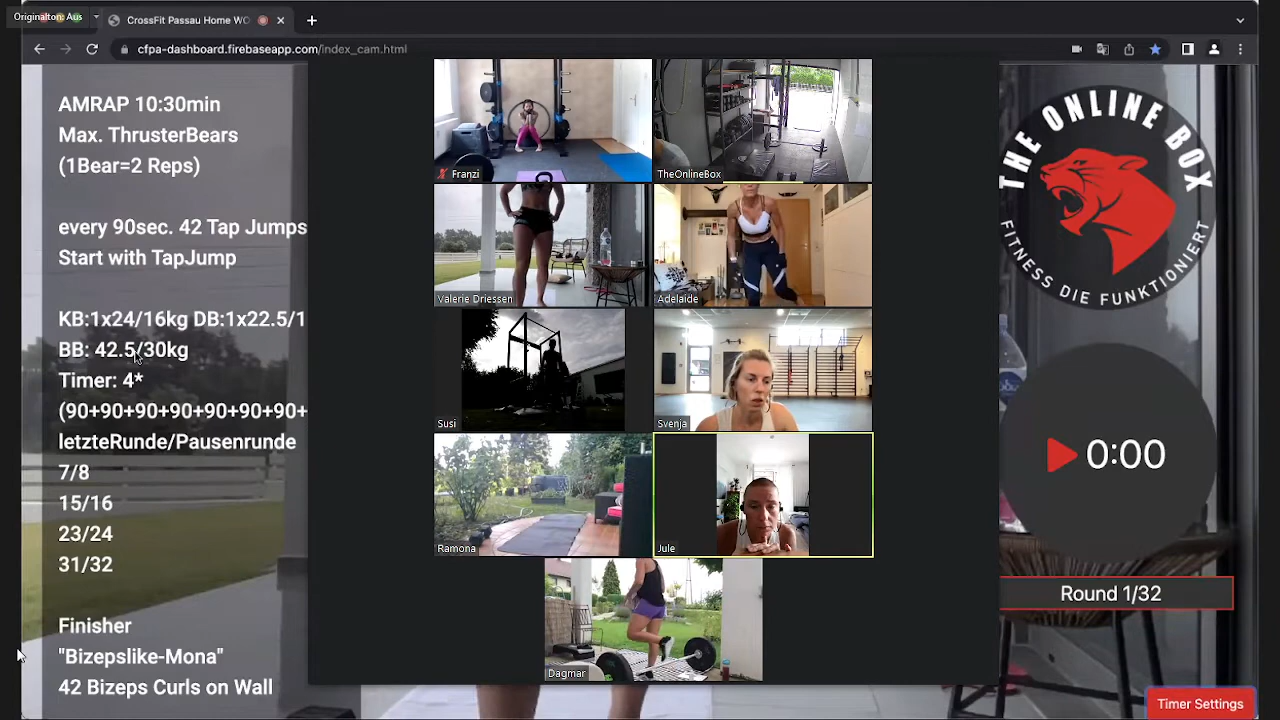 Originalton: Aus
CrossFit Passau Home WO
cfpa-dashboard.firebaseapp.com/index_cam.html
AMRAP 10:30min
Max. ThrusterBears
(1Bear=2 Reps)
every 90sec. 42 Tap Jumps
Start with TapJump
KB:1x24/16kg DB:1x22.5/1
BB: 42.5/30kg
Timer: 4*
(90+90+90+90+90+90+90+
letzteRunde/Pausenrunde
7/8
15/16
23/24
31/32
Finisher
"Bizepslike-Mona"
42 Bizeps Curls on Wall
Franzi
TheOnlineBox
Valerie Driessen
Adelaide
Susi
Svenja
Ramona
Jule
Dagmar
THE ONLINE BOX
FITNESS DIE FUNKTIONIERT
0:00
Round 1/32
Timer Settings